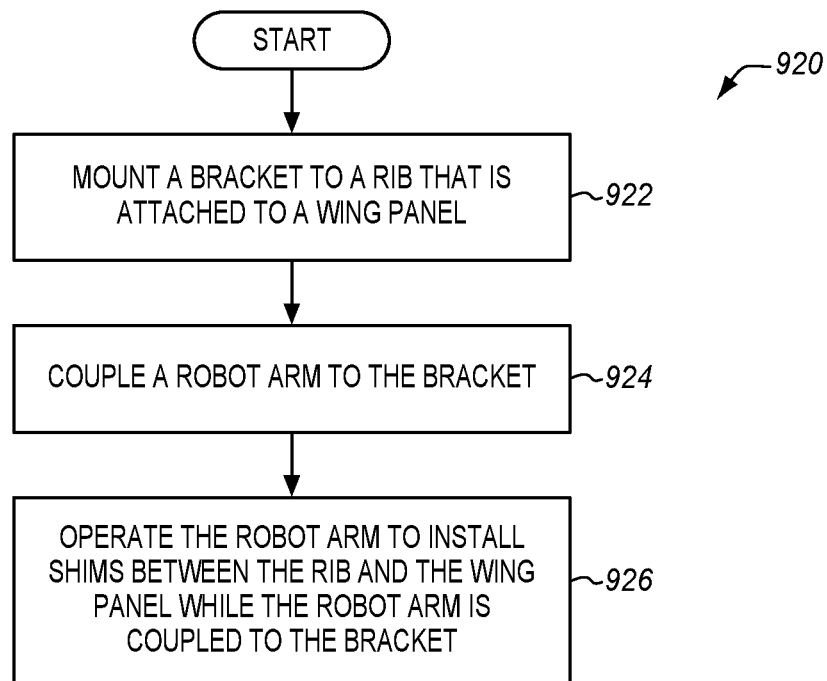 START
920
MOUNT A BRACKET TO A RIB THAT IS
ATTACHED TO A WING PANEL
922
COUPLE A ROBOT ARM TO THE BRACKET
924
OPERATE THE ROBOT ARM TO INSTALL
SHIMS BETWEEN THE RIB AND THE WING
PANEL WHILE THE ROBOT ARM IS
COUPLED TO THE BRACKET
926